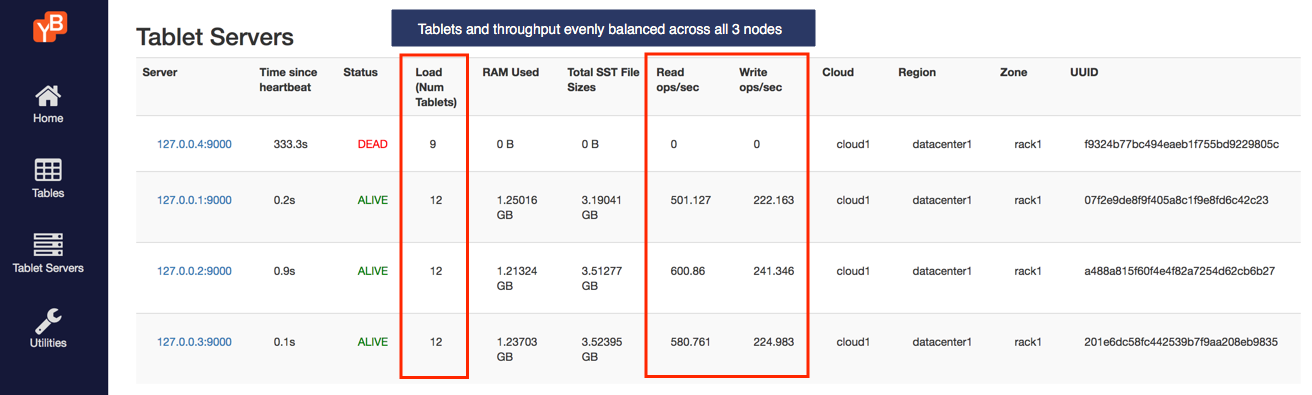 YB
Tablets and throughput evenly balanced across all 3 nodes
Tablet Servers
Server Time since heartbeat Status Load (Num Tablets) RAM Used Total SST File Sizes Read ops/sec Write ops/sec Cloud Region Zone UUID
127.0.0.4:9000 333.3s DEAD 9 0 B 0 B 0 0 cloud1 datacenter1 rack1 f9324b77bc494eaeb1f755bd9229805c
127.0.0.1:9000 0.2s ALIVE 12 1.25016 GB 3.19041 GB 501.127 222.163 cloud1 datacenter1 rack1 07f2e9de8f9f405a8c1f9e8fd6c42c23
127.0.0.2:9000 0.9s ALIVE 12 1.21324 GB 3.51277 GB 600.86 241.346 cloud1 datacenter1 rack1 a488a815f60f4e4f82a7254d62cb6b27
127.0.0.3:9000 0.1s ALIVE 12 1.23703 GB 3.52395 GB 580.761 224.983 cloud1 datacenter1 rack1 201e6dc58fc442539b7f9aa208eb9835
Home
Tables
Tablet Servers
Utilities